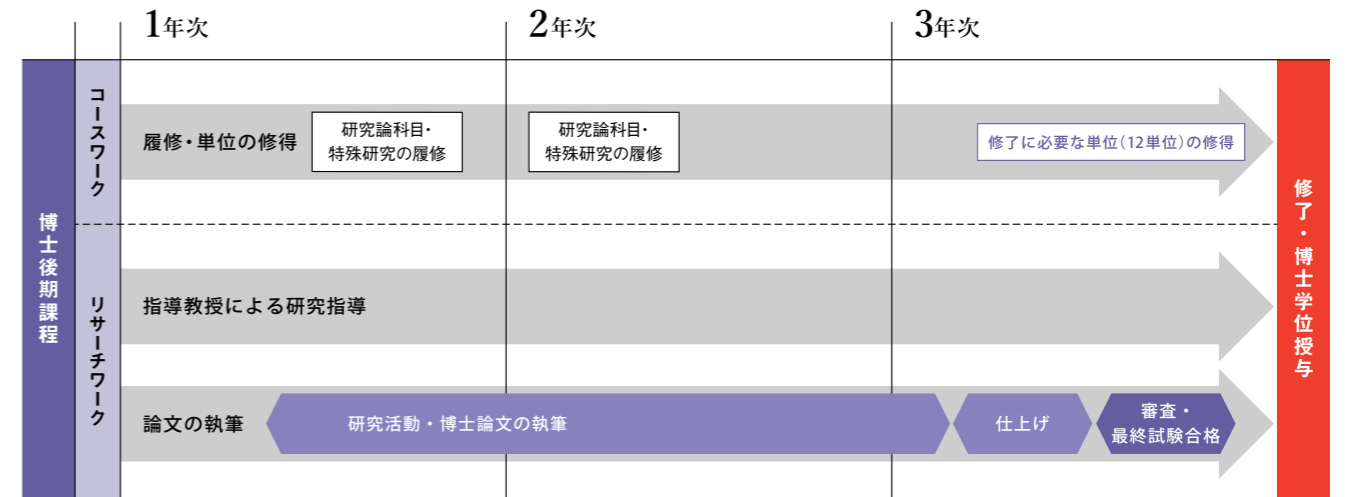 1年次
2年次
3年次
博士後期課程
コースワーク
履修・単位の修得
研究論科目・
特殊研究の履修
研究論科目・
特殊研究の履修
修了に必要な単位（12単位）の修得
リサーチワーク
指導教授による研究指導
論文の執筆
研究活動・博士論文の執筆
仕上げ
審査・
最終試験合格
修了・博士学位授与